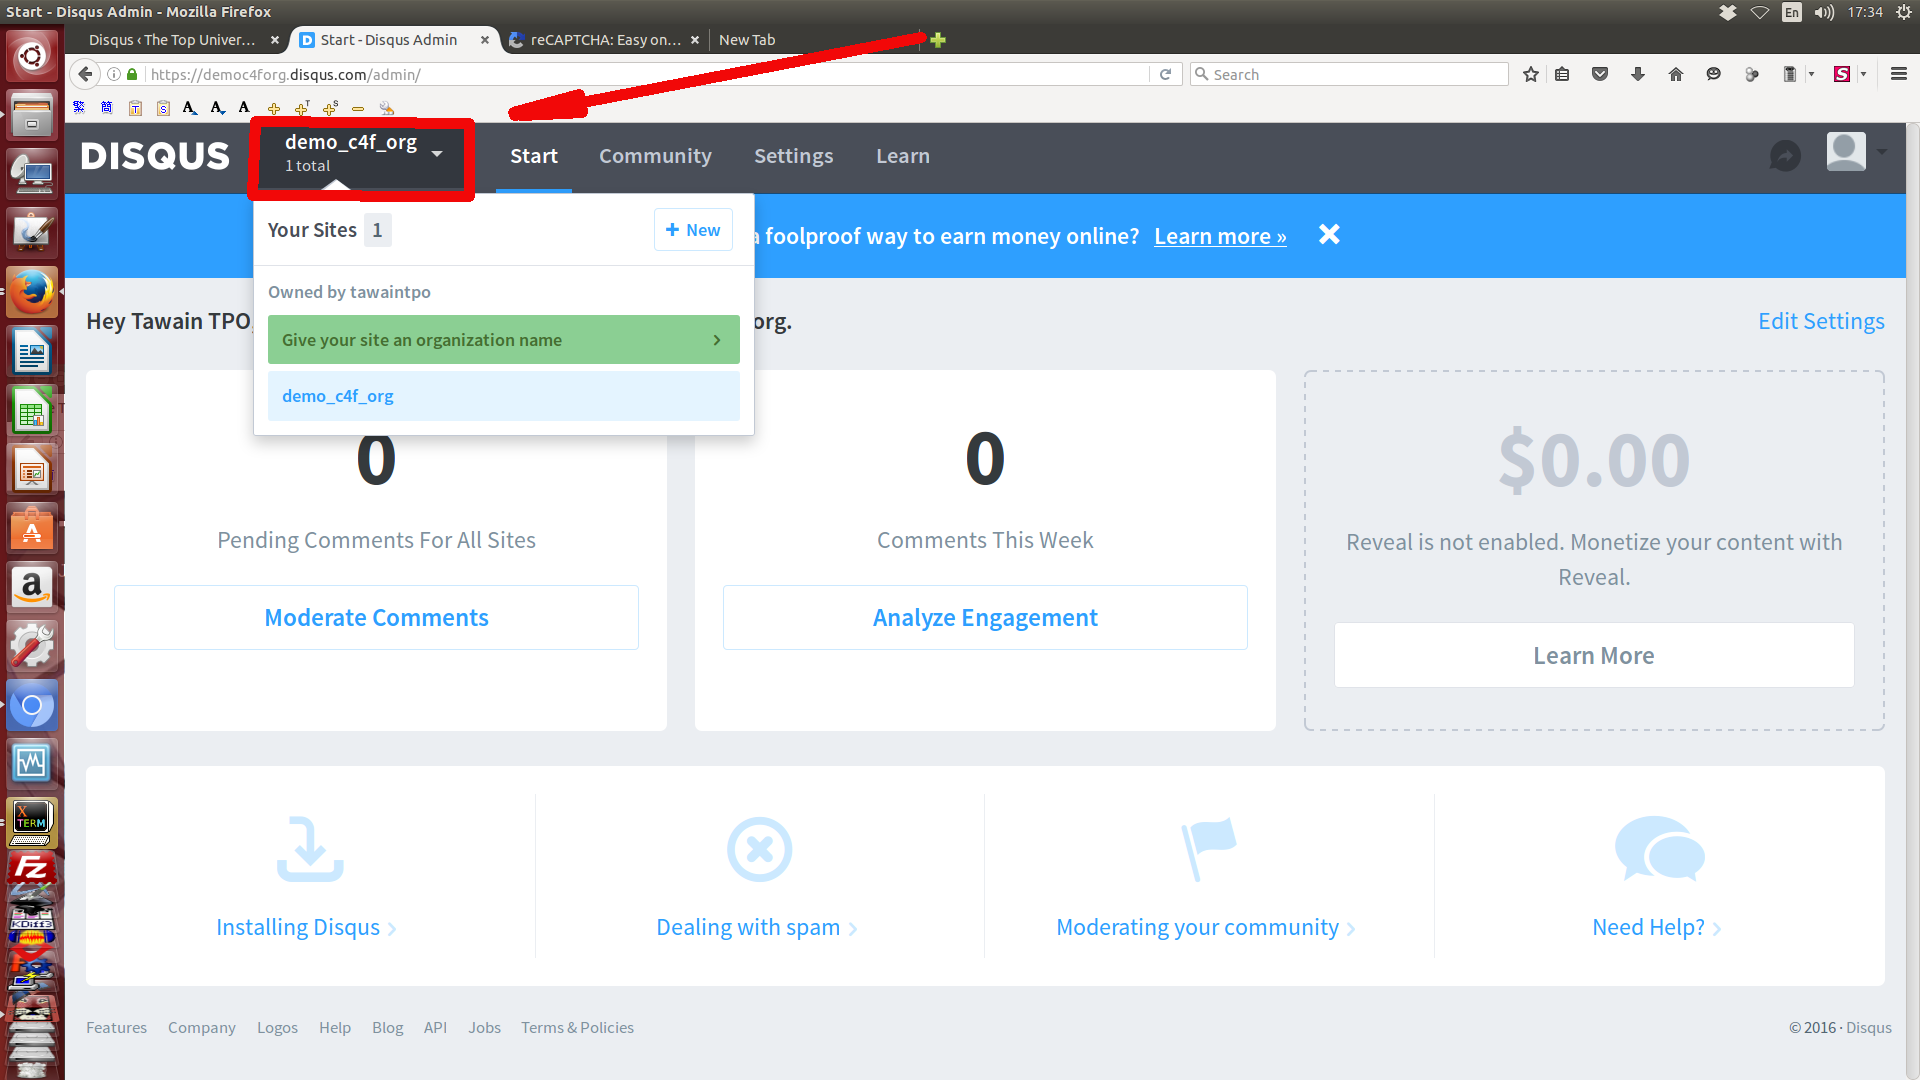 Start - Disqus Admin - Mozilla Firefox
En
17:34
Disqus ‹ The Top Univer...
Start - Disqus Admin
reCAPTCHA: Easy on...
New Tab
https://democ4forg.disqus.com/admin/
Search
繁 簡 T S A A A T S
DISQUS
demo_c4f_org
1 total
Start
Community
Settings
Learn
Your Sites 1
+ New
a foolproof way to earn money online? Learn more »
Owned by tawaintpo
Hey Tawain TPO,
org.
Edit Settings
Give your site an organization name
demo_c4f_org
0
0
$0.00
Pending Comments For All Sites
Comments This Week
Reveal is not enabled. Monetize your content with
Reveal.
Moderate Comments
Analyze Engagement
Learn More
X
TERM
FZ
KDiff3
Installing Disqus
Dealing with spam
Moderating your community
Need Help?
Features Company Logos Help Blog API Jobs Terms & Policies
© 2016 · Disqus